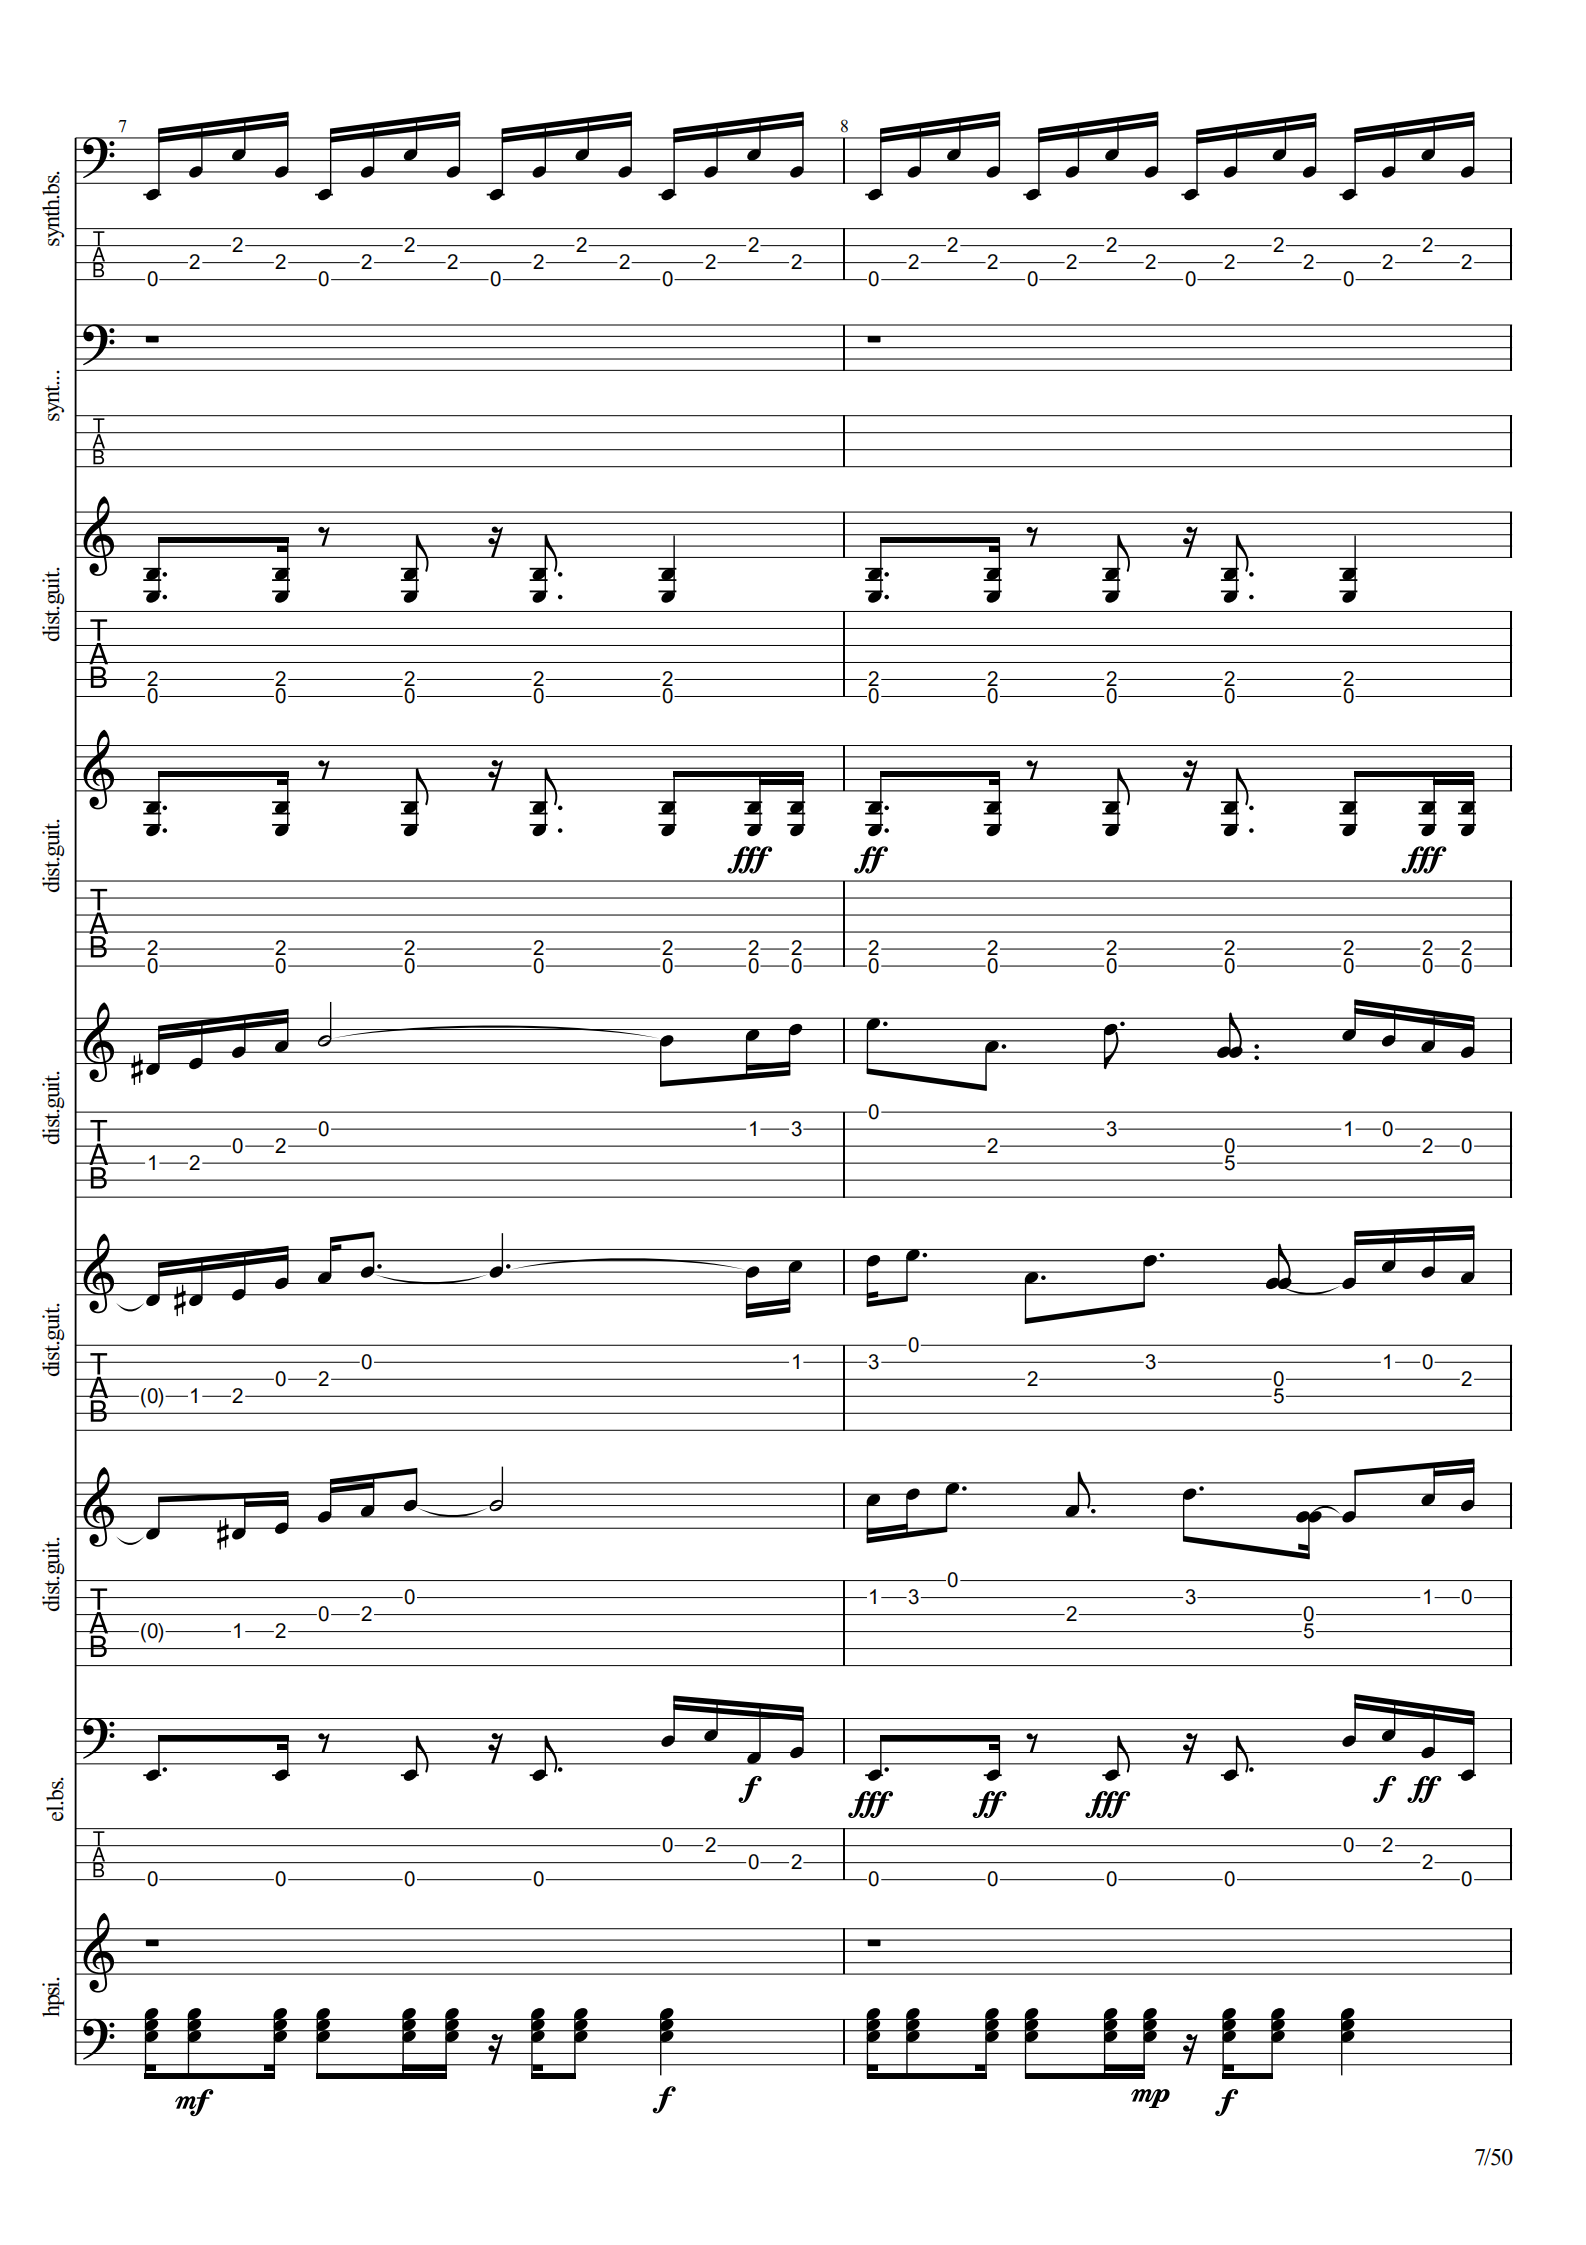 7 8
synth.bs.
T
A
B
0 2 2 2 0 2 2 2 0 2 2 2 0 2 2 2 0 2 2 2 0 2 2 2 0 2 2 2 0 2 2 2
synt...
T
A
B
dist.guit.
T
A
B
2 2 2 2 2 2 2 2 2 2
0 0 0 0 0 0 0 0 0 0
dist.guit.
fff ff fff
T
A
B
2 2 2 2 2 2 2 2 2 2 2 2 2 2
0 0 0 0 0 0 0 0 0 0 0 0 0 0
dist.guit.
T
A
B
1 2 0 2 0 1 3 0 2 3 0 1 0 2 0
5
dist.guit.
T
A
B
(0) 1 2 0 2 0 1 3 0 2 3 0 1 0 2
5
dist.guit.
T
A
B
(0) 1 2 0 2 0 1 3 0 2 3 0 1 0
5
el.bs.
f fff ff fff f ff
T
A
B
0 0 0 0 0 2 0 2 0 0 0 0 0 2 2 0
hpsi.
mf f mp f
7/50